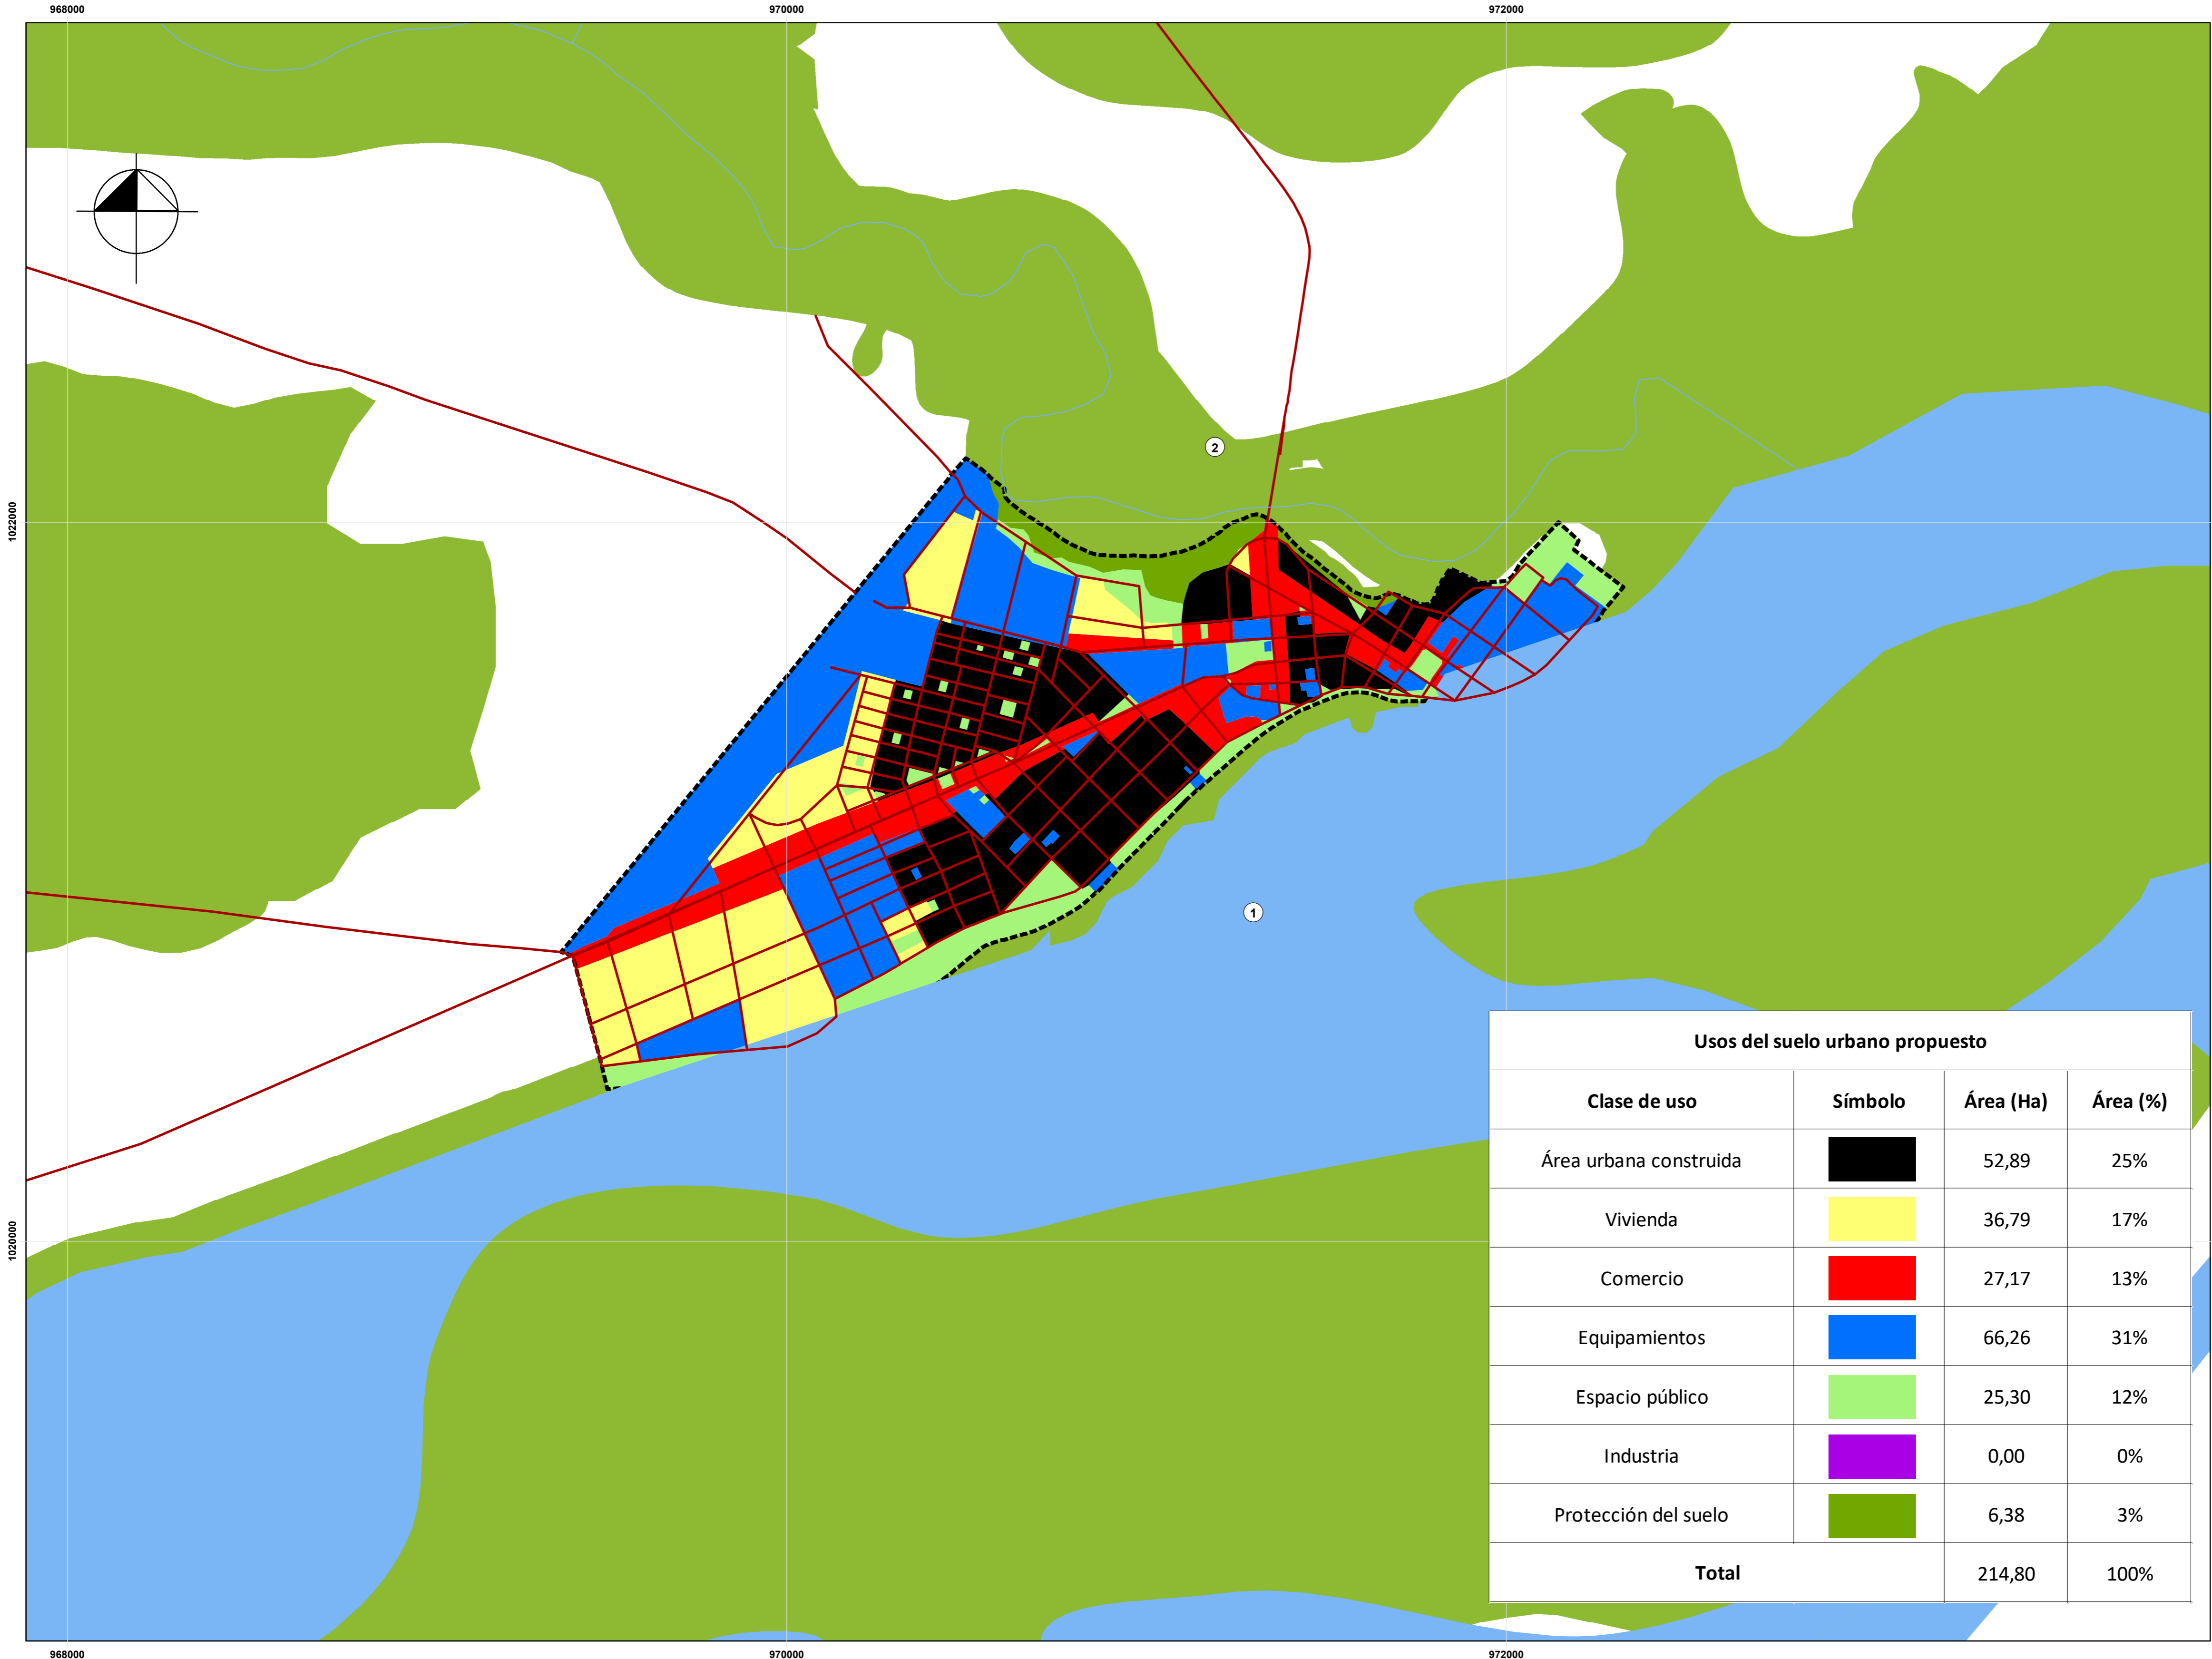 968000
970000
972000
1022000
2
1
1020000
Usos del suelo urbano propuesto
Clase de uso Símbolo Área (Ha) Área (%)
Área urbana construida 52,89 25%
Vivienda 36,79 17%
Comercio 27,17 13%
Equipamientos 66,26 31%
Espacio público 25,30 12%
Industria 0,00 0%
Protección del suelo 6,38 3%
Total 214,80 100%
968000
970000
972000